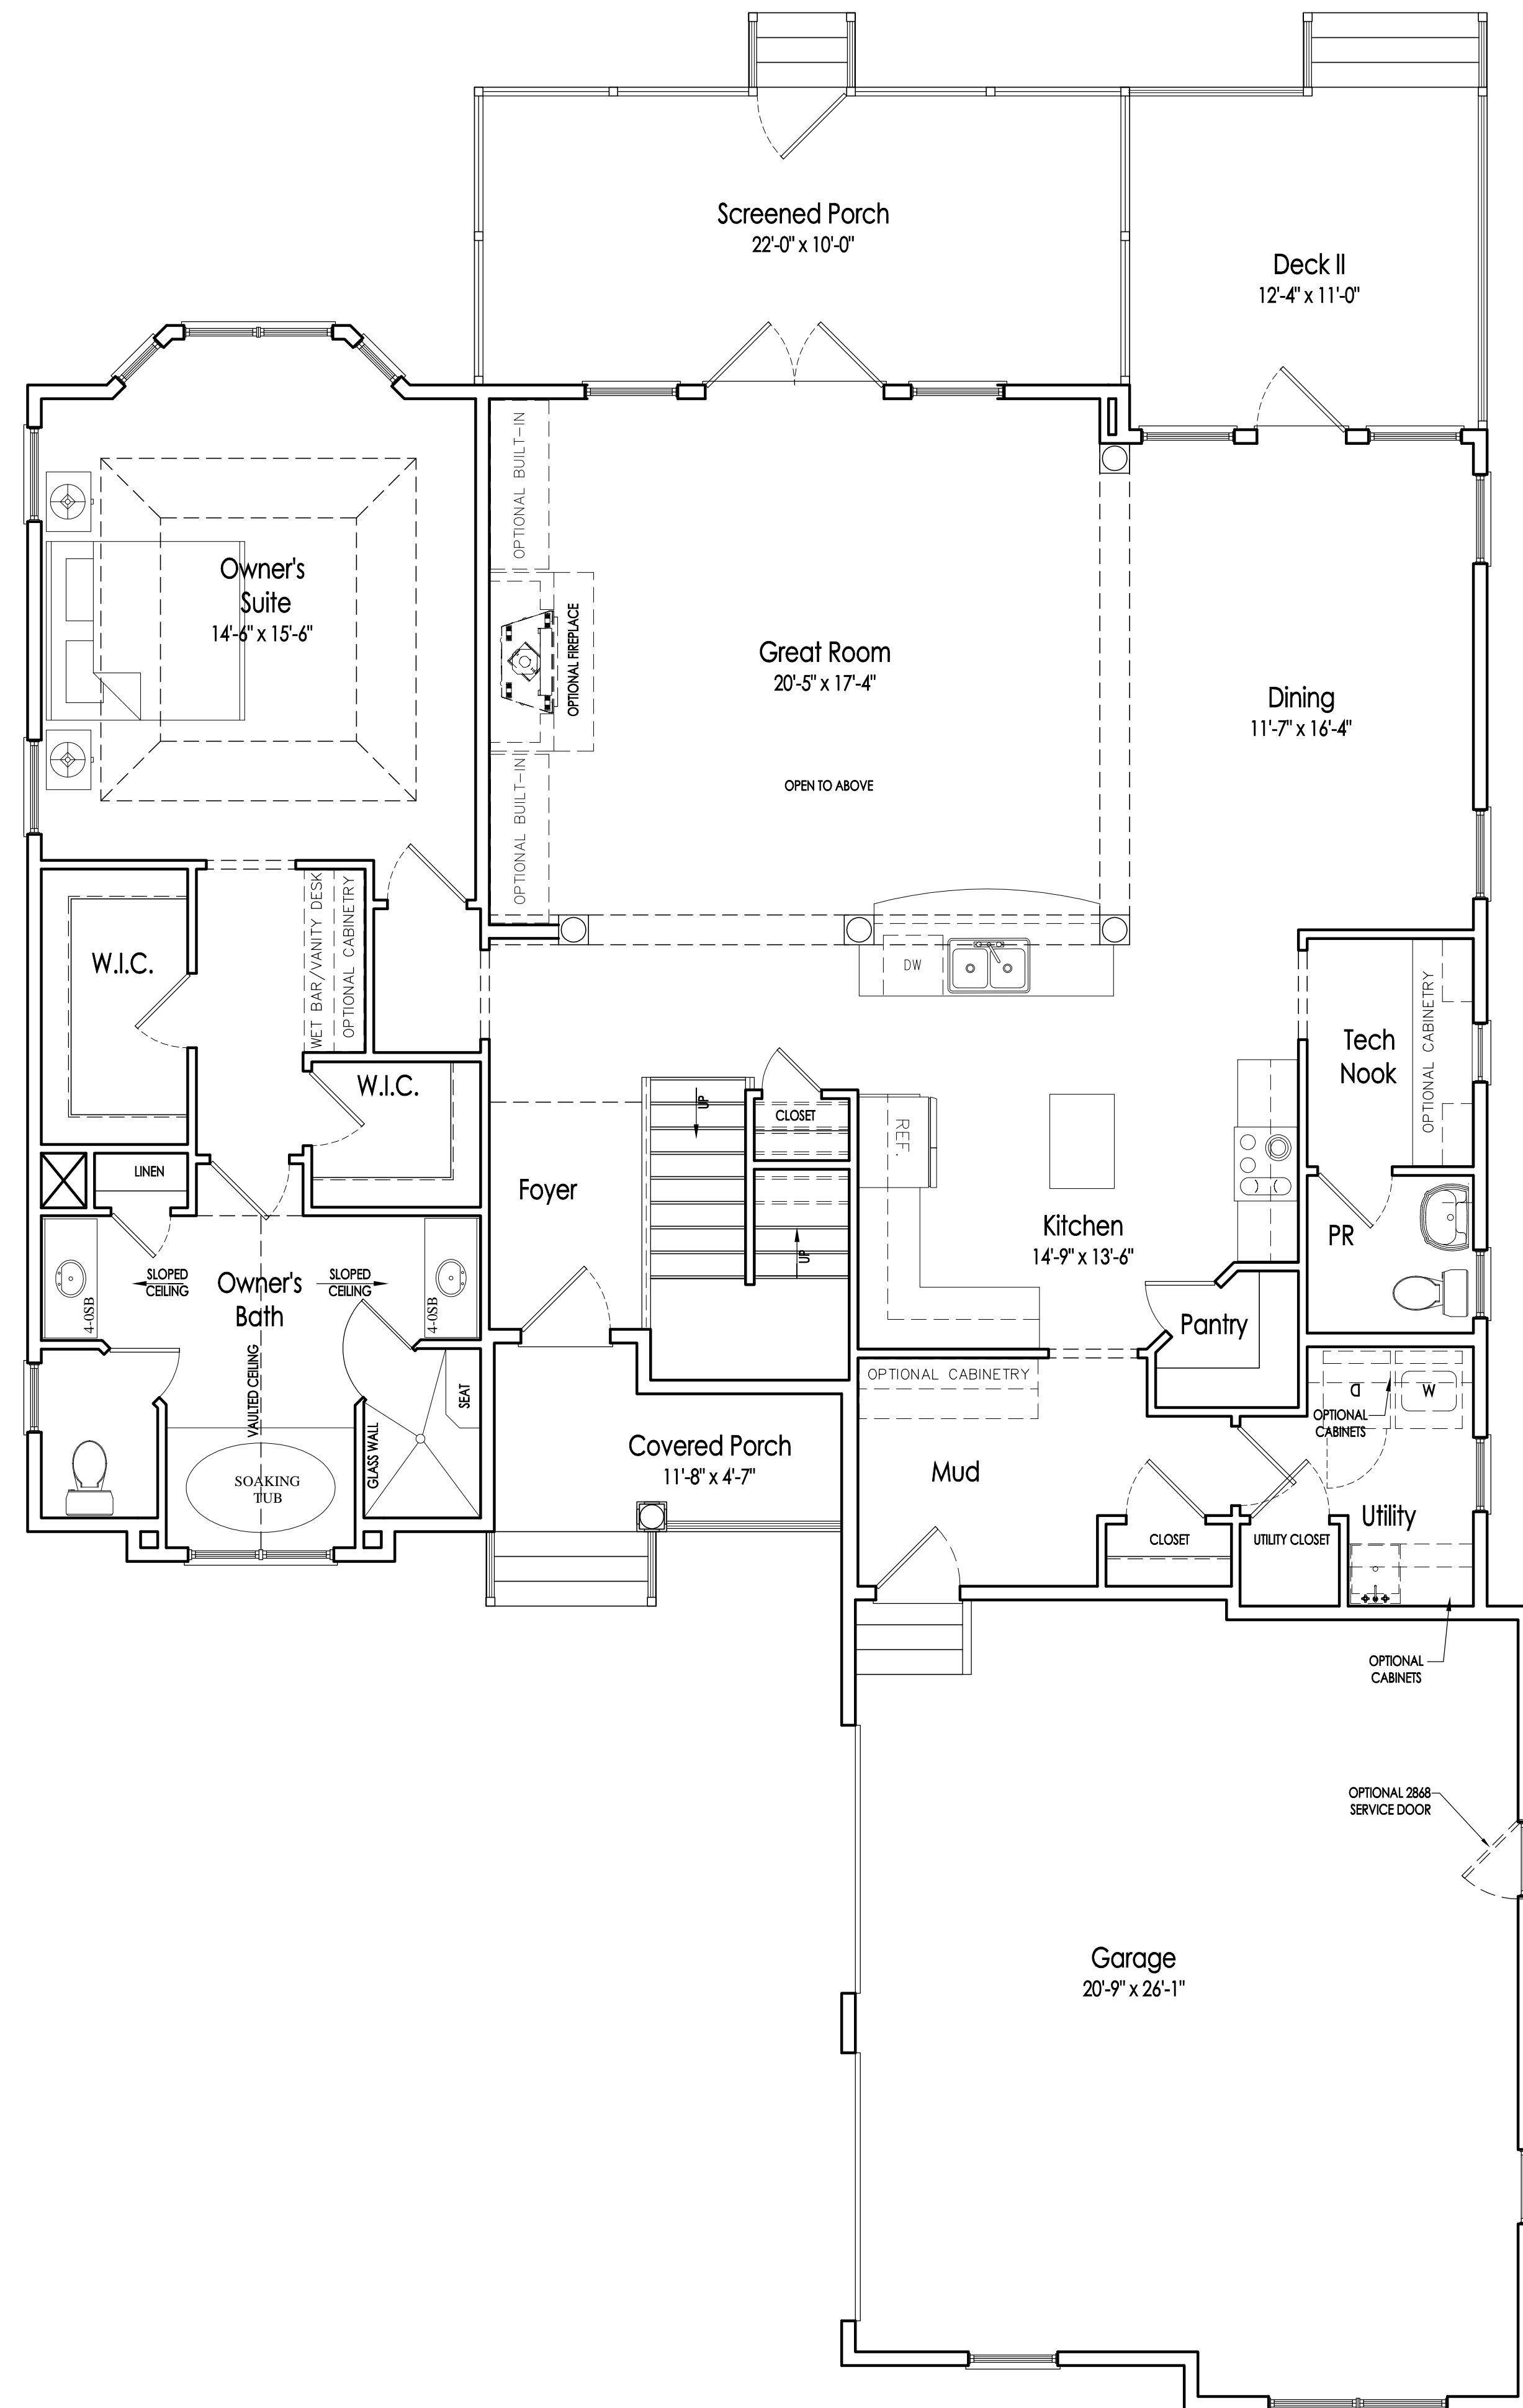 Screened Porch
22'-0" x 10'-0"
Deck II
12'-4" x 11'-0"
OPTIONAL BUILT-IN
Owner's
Suite
14'-6" x 15'-6"
OPTIONAL FIREPLACE
Great Room
20'-5" x 17'-4"
Dining
11'-7" x 16'-4"
OPEN TO ABOVE
OPTIONAL BUILT-IN
W.I.C.
WET BAR/VANITY DESK
OPTIONAL CABINETRY
DW
Tech
Nook
OPTIONAL CABINETRY
W.I.C.
UP
CLOSET
REF.
LINEN
Foyer
Kitchen
14'-9" x 13'-6"
PR
UP
SLOPED
CEILING
Owner's
Bath
SLOPED
CEILING
4-0SB
4-0SB
Pantry
VAULTED CEILING
SEAT
GLASS WALL
OPTIONAL CABINETRY
D
W
OPTIONAL
CABINETS
Covered Porch
11'-8" x 4'-7"
Mud
SOAKING
TUB
Utility
CLOSET
UTILITY CLOSET
OPTIONAL
CABINETS
OPTIONAL 2868
SERVICE DOOR
Garage
20'-9" x 26'-1"